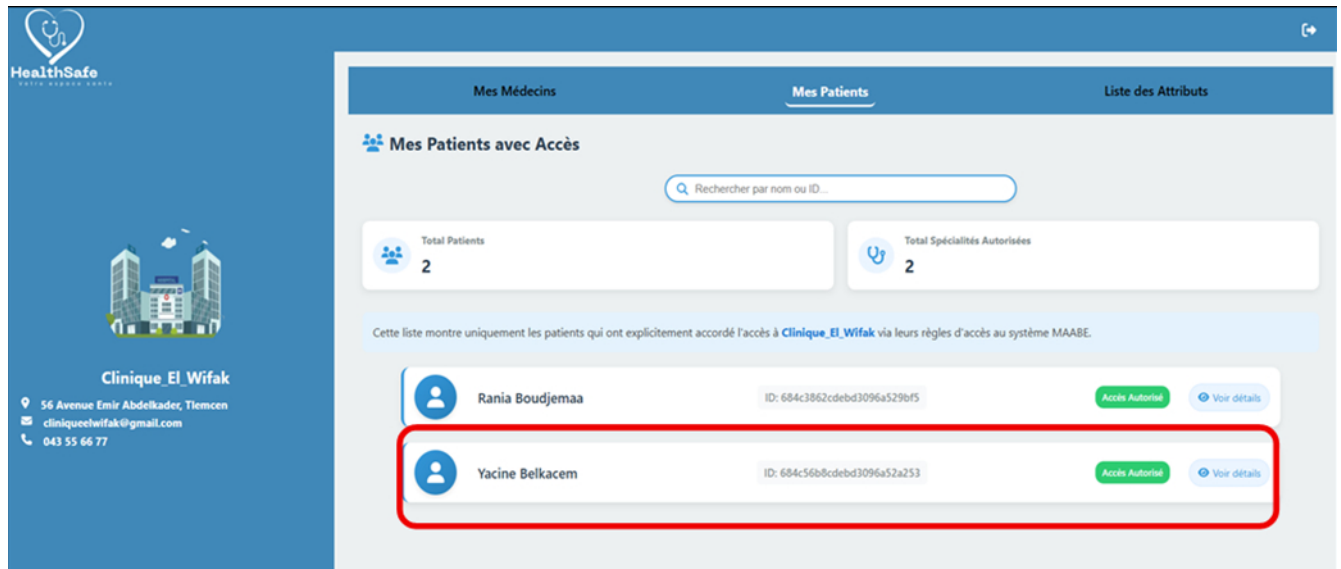 HealthSafe
Votre espace santé
Mes Médecins
Mes Patients
Liste des Attributs
Mes Patients avec Accès
Rechercher par nom ou ID...
Total Patients
2
Total Spécialités Autorisées
2
Cette liste montre uniquement les patients qui ont explicitement accordé l'accès à Clinique_El_Wifak via leurs règles d'accès au système MAABE.
Clinique_El_Wifak
56 Avenue Emir Abdelkader, Tlemcen
cliniqueelwifak@gmail.com
043 55 66 77
Rania Boudjemaa
ID: 684c3862cdebd3096a529bf5
Accès Autorisé
Voir détails
Yacine Belkacem
ID: 684c56b8cdebd3096a52a253
Accès Autorisé
Voir détails